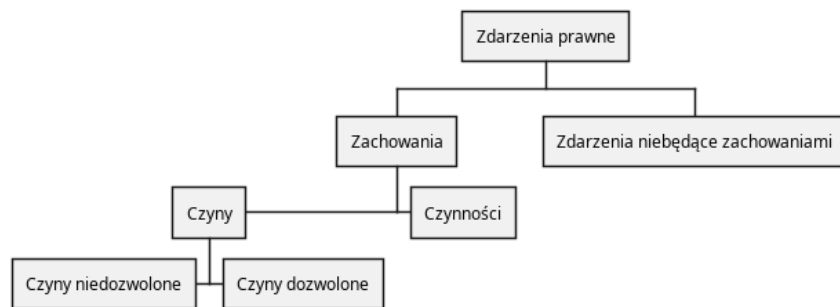 Zdarzenia prawne
Zachowania
Zdarzenia niebędące zachowaniami
Czyny
Czynności
Czyny niedozwolone
Czyny dozwolone